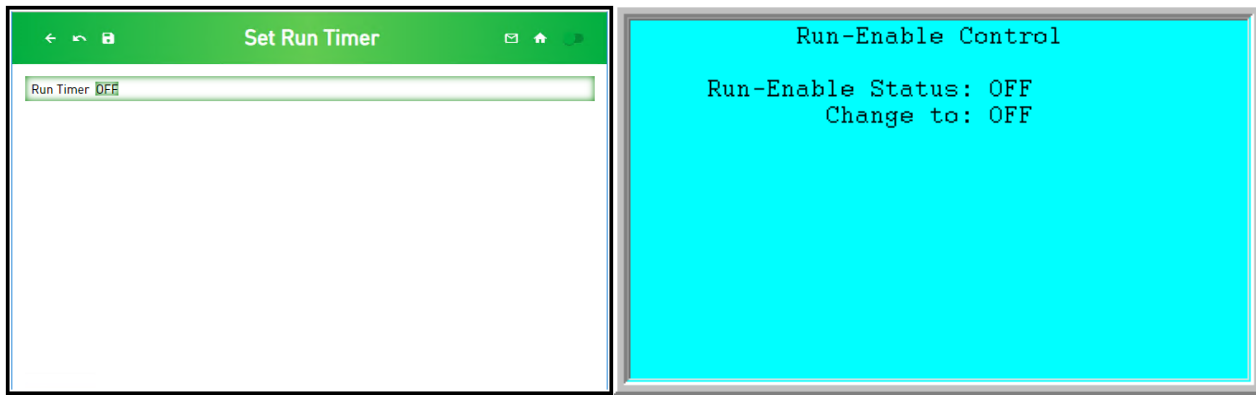 Set Run Timer
Run Timer OFF
Run-Enable Control
Run-Enable Status: OFF
Change to: OFF